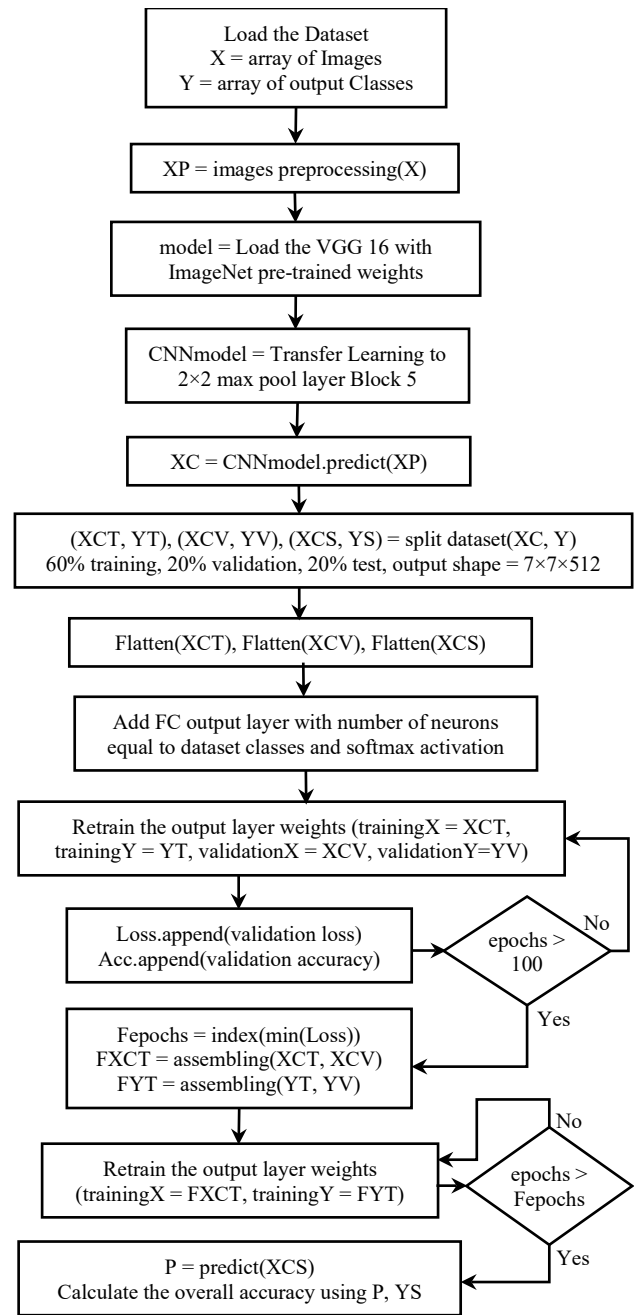 Load the Dataset
X = array of Images
Y = array of output Classes
XP = images preprocessing(X)
model = Load the VGG 16 with
ImageNet pre-trained weights
CNNmodel = Transfer Learning to
2×2 max pool layer Block 5
XC = CNNmodel.predict(XP)
(XCT, YT), (XCV, YV), (XCS, YS) = split dataset(XC, Y)
60% training, 20% validation, 20% test, output shape = 7×7×512
Flatten(XCT), Flatten(XCV), Flatten(XCS)
Add FC output layer with number of neurons
equal to dataset classes and softmax activation
Retrain the output layer weights (trainingX = XCT,
trainingY = YT, validationX = XCV, validationY=YV)
Loss.append(validation loss)
Acc.append(validation accuracy)
epochs >
100
No
Yes
Fepochs = index(min(Loss))
FXCT = assembling(XCT, XCV)
FYT = assembling(YT, YV)
Retrain the output layer weights
(trainingX = FXCT, trainingY = FYT)
No
epochs >
Fepochs
Yes
P = predict(XCS)
Calculate the overall accuracy using P, YS